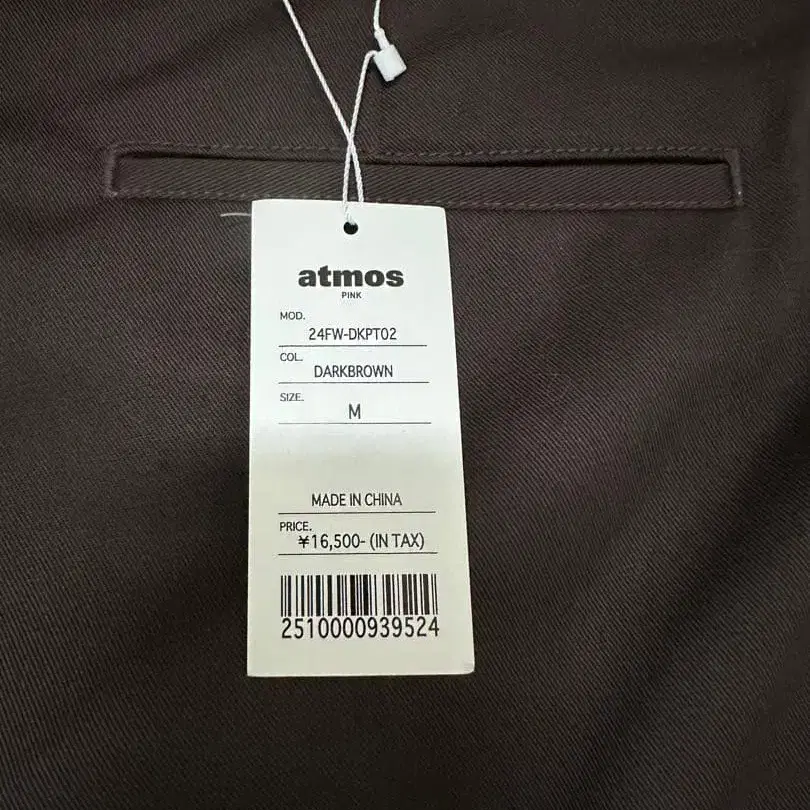 atmos
PINK
MOD.
24FW-DKPT02
COL.
DARKBROWN
SIZE.
M
MADE IN CHINA
PRICE.
¥16,500- (IN TAX)
2510000939524